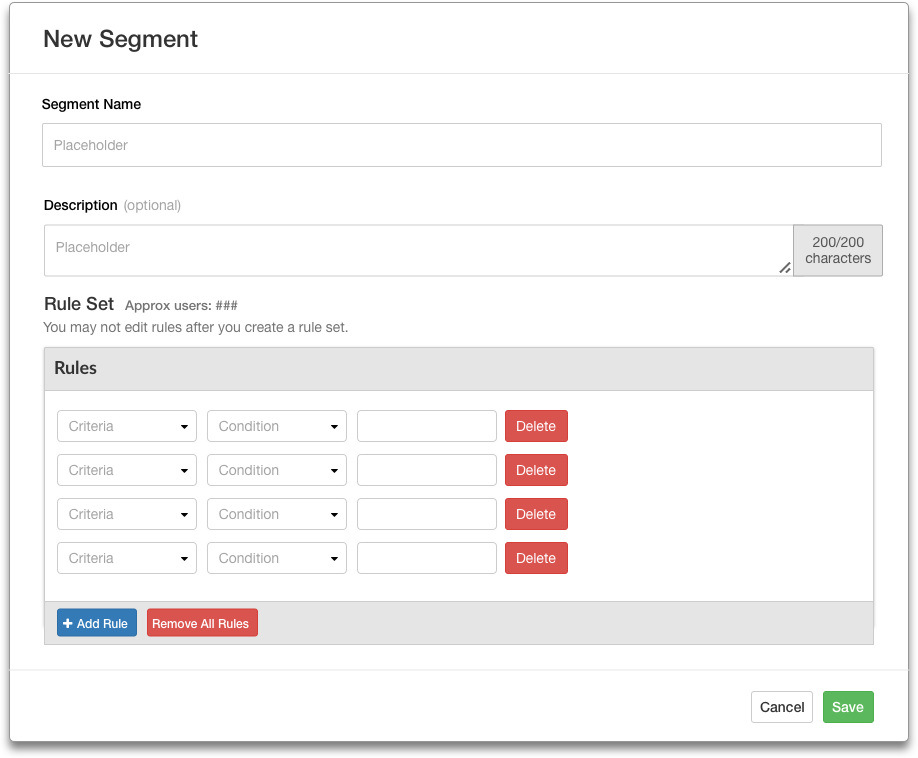 New Segment
Segment Name
Placeholder
Description (optional)
Placeholder
200/200
characters
Rule Set Approx users: ###
You may not edit rules after you create a rule set.
Rules
Criteria Condition Delete
Criteria Condition Delete
Criteria Condition Delete
Criteria Condition Delete
Add Rule Remove All Rules
Cancel Save